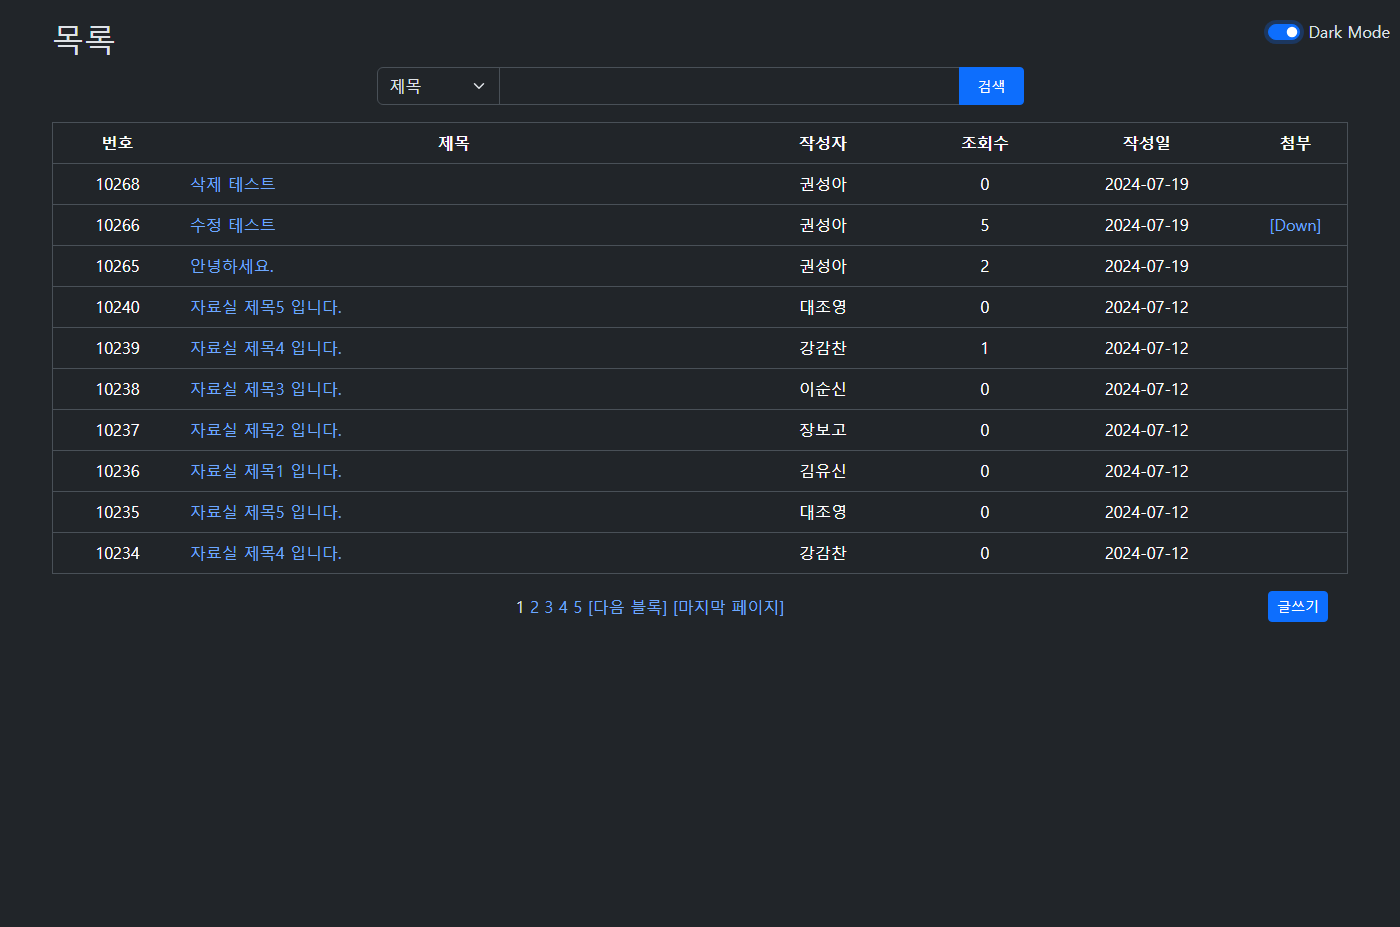 목록
Dark Mode
제목 검색
번호 제목 작성자 조회수 작성일 첨부
10268 삭제 테스트 권성아 0 2024-07-19
10266 수정 테스트 권성아 5 2024-07-19 [Down]
10265 안녕하세요. 권성아 2 2024-07-19
10240 자료실 제목5 입니다. 대조영 0 2024-07-12
10239 자료실 제목4 입니다. 강감찬 1 2024-07-12
10238 자료실 제목3 입니다. 이순신 0 2024-07-12
10237 자료실 제목2 입니다. 장보고 0 2024-07-12
10236 자료실 제목1 입니다. 김유신 0 2024-07-12
10235 자료실 제목5 입니다. 대조영 0 2024-07-12
10234 자료실 제목4 입니다. 강감찬 0 2024-07-12
1 2 3 4 5 [다음 블록] [마지막 페이지] 글쓰기